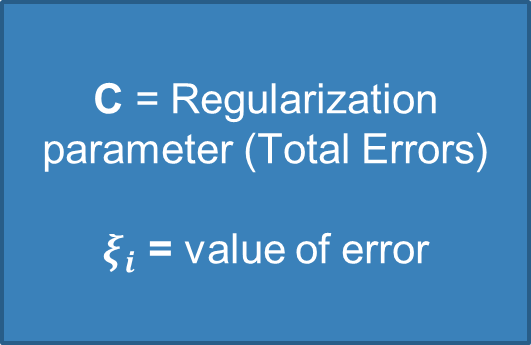 C = Regularization
parameter (Total Errors)
ξᵢ = value of error